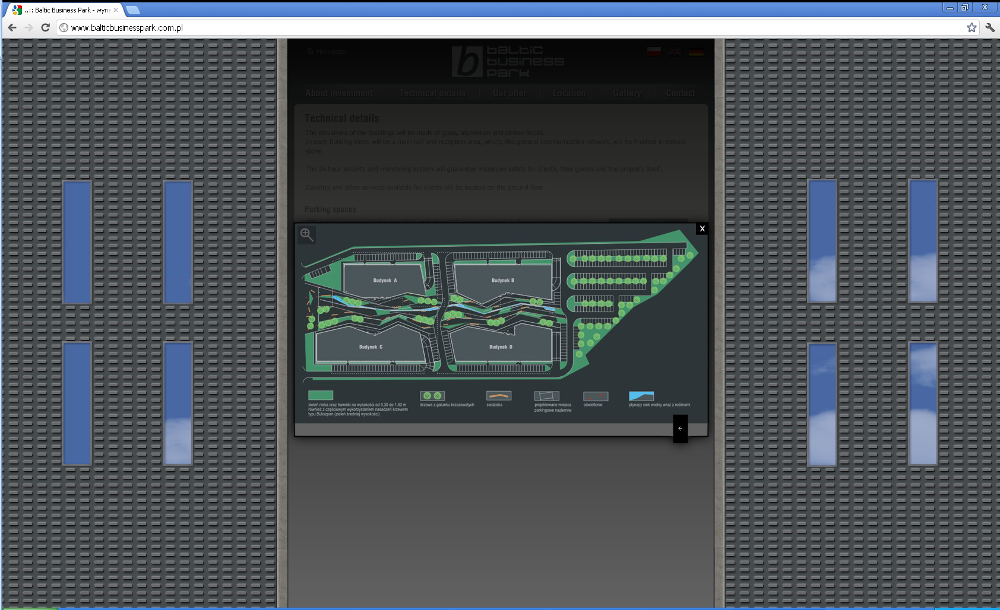 ..:: Baltic Business Park - wyna
www.balticbusinesspark.com.pl
Main page
baltic
business
park
About investment
Technical details
Our offer
Location
Gallery
Contact
Technical details
The elevations of the buildings will be made of glass, aluminium and clinker bricks.
In each building there will be a main hall and reception area, which, like general communication network, will be finished in natural
stone.
The 24 hour security and monitoring system will guarantee maximum safety for clients, their guests and the property itself.
Catering and other services available for clients will be located on the ground floor.
Parking spaces
X
Budynek A
Budynek B
Budynek C
Budynek D
zieleń niska oraz trawniki na wysokości od 0,30 do 1,40 m
również z częściowym wykorzystaniem nasadzeń krzewem
typu Bukszpan (zieleń średniej wysokości)
drzewa z gatunku brzozowatych
siedziska
projektowane miejsca
parkingowe naziemne
oświetlenie
płynący ciek wodny wraz z roślinami